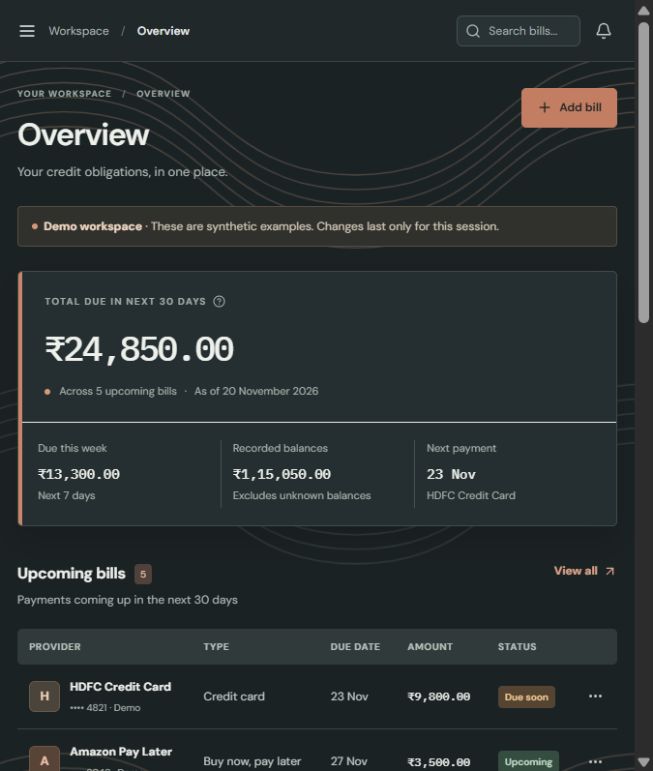 Workspace / Overview
Search bills...
YOUR WORKSPACE / OVERVIEW
Add bill
Overview
Your credit obligations, in one place.
Demo workspace · These are synthetic examples. Changes last only for this session.
TOTAL DUE IN NEXT 30 DAYS
₹24,850.00
Across 5 upcoming bills · As of 20 November 2026
Due this week
₹13,300.00
Next 7 days
Recorded balances
₹1,15,050.00
Excludes unknown balances
Next payment
23 Nov
HDFC Credit Card
Upcoming bills 5
View all
Payments coming up in the next 30 days
PROVIDER TYPE DUE DATE AMOUNT STATUS
H HDFC Credit Card Credit card 23 Nov ₹9,800.00 Due soon
•••• 4821 · Demo
A Amazon Pay Later Buy now, pay later 27 Nov ₹3,500.00 Upcoming